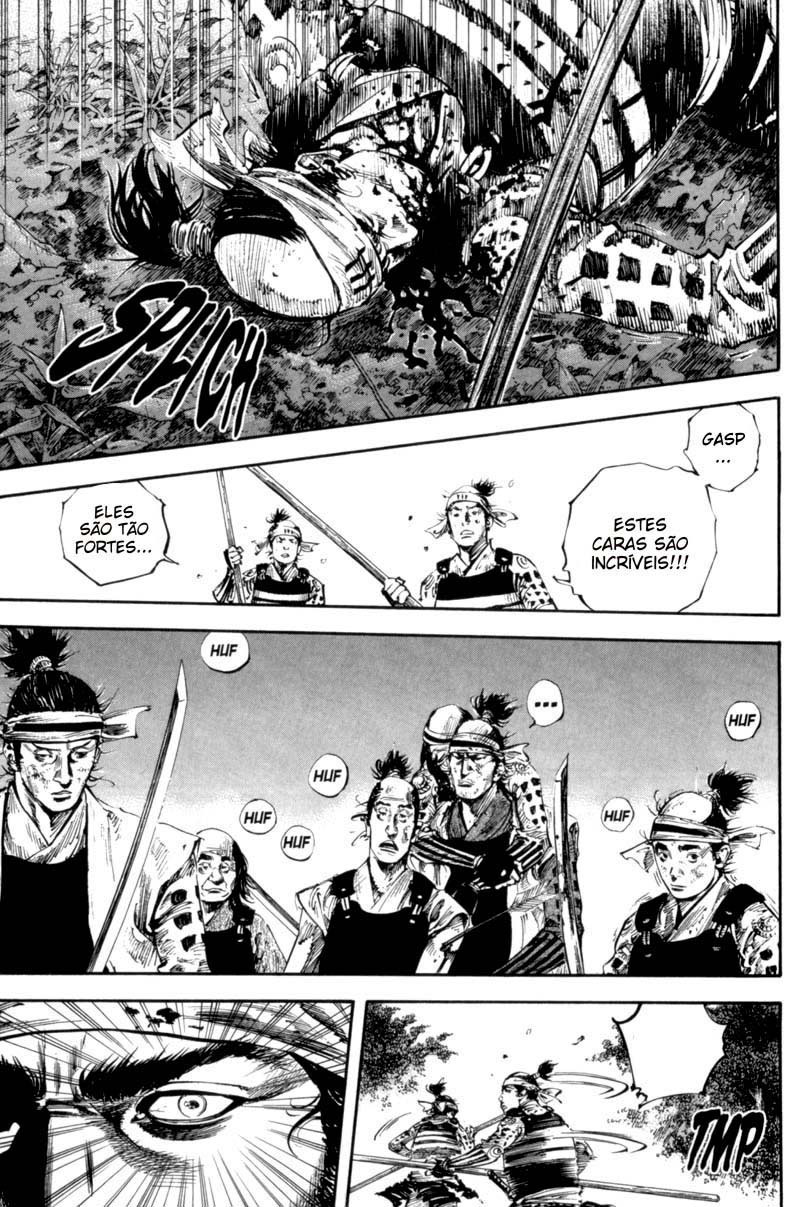 SPLICH
GASP
...
ESTES
CARAS SÃO
INCRÍVEIS!!!
ELES
SÃO TÃO
FORTES...
HUF
...
HUF
HUF
HUF
HUF
HUF
TMP